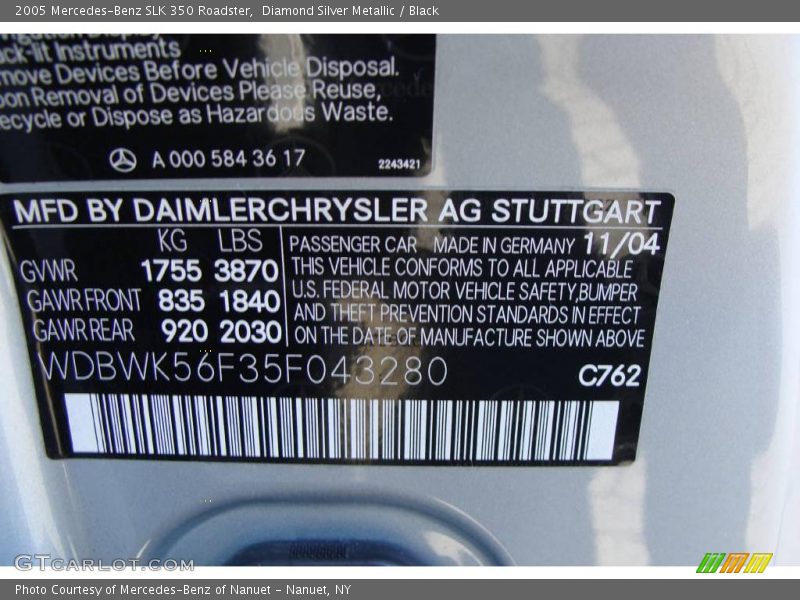 2005 Mercedes-Benz SLK 350 Roadster,  Diamond Silver Metallic / Black
Instruments
move Devices Before Vehicle Disposal.
on Removal of Devices Please Reuse,
ecycle or Dispose as Hazardous Waste.
A 000 584 36 17
2243421
MFD BY DAIMLERCHRYSLER AG STUTTGART
KG LBS
GVWR 1755 3870
GAWR FRONT 835 1840
GAWR REAR 920 2030
PASSENGER CAR MADE IN GERMANY 11/04
THIS VEHICLE CONFORMS TO ALL APPLICABLE
U.S. FEDERAL MOTOR VEHICLE SAFETY,BUMPER
AND THEFT PREVENTION STANDARDS IN EFFECT
ON THE DATE OF MANUFACTURE SHOWN ABOVE
WDBWK56F35F043280
C762
GTCarLot.com
Photo Courtesy of Mercedes-Benz of Nanuet - Nanuet, NY